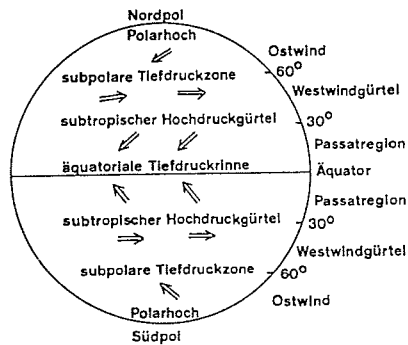 Nordpol
Polarhoch
Ostwind
60°
subpolare Tiefdruckzone
Westwindgürtel
subtropischer Hochdruckgürtel
30°
Passatregion
äquatoriale Tiefdruckrinne
Äquator
Passatregion
subtropischer Hochdruckgürtel
30°
Westwindgürtel
subpolare Tiefdruckzone
60°
Ostwind
Polarhoch
Südpol